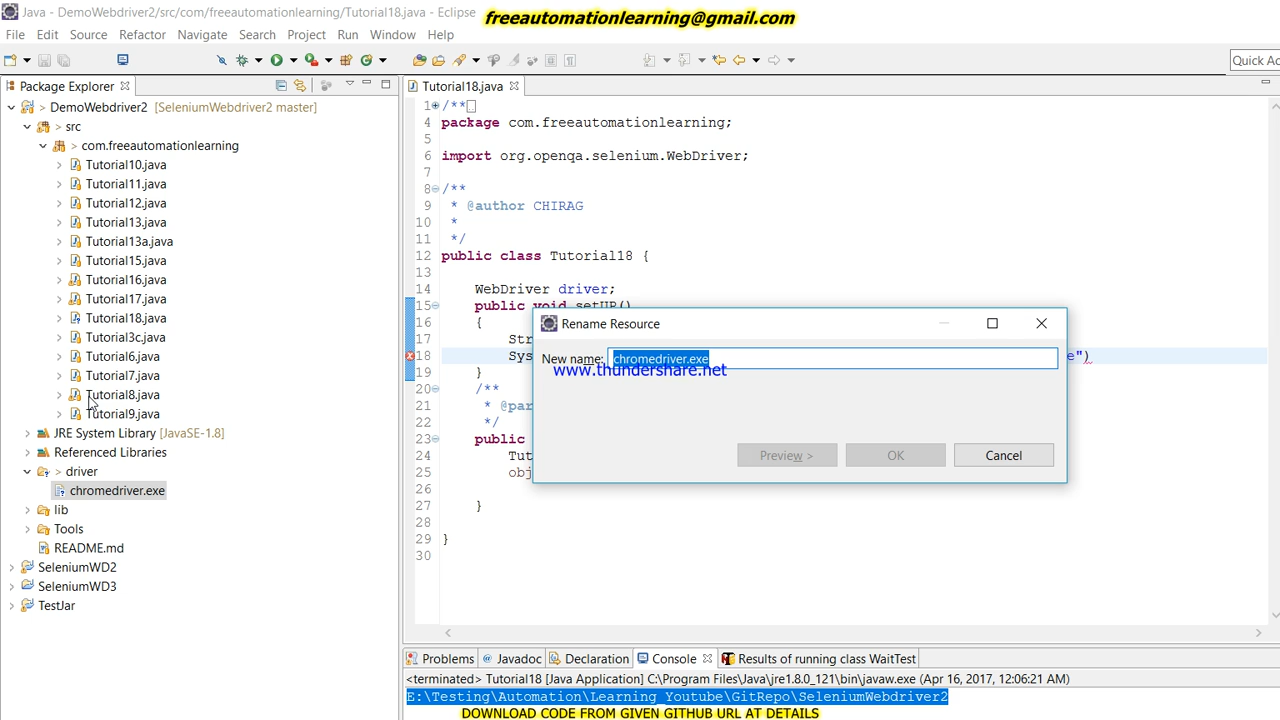 Java - DemoWebdriver2/src/com/freeautomationlearning/Tutorial18.java - Eclipse
freeautomationlearning@gmail.com
File Edit Source Refactor Navigate Search Project Run Window Help
Quick Ac
Package Explorer
DemoWebdriver2 [SeleniumWebdriver2 master]
src
com.freeautomationlearning
Tutorial10.java
Tutorial11.java
Tutorial12.java
Tutorial13.java
Tutorial13a.java
Tutorial15.java
Tutorial16.java
Tutorial17.java
Tutorial18.java
Tutorial3c.java
Tutorial6.java
Tutorial7.java
Tutorial8.java
Tutorial9.java
JRE System Library [JavaSE-1.8]
Referenced Libraries
driver
chromedriver.exe
lib
Tools
README.md
SeleniumWD2
SeleniumWD3
TestJar
Tutorial18.java
1 /**
4 package com.freeautomationlearning;
5
6 import org.openqa.selenium.WebDriver;
7
8 /**
9 * @author CHIRAG
10 *
11 */
12 public class Tutorial18 {
13
14 WebDriver driver;
15 public void setUP()
16 {
17 Str
18 Sys e")
19 }
20 /**
21 * @par
22 */
23 public
24 Tut
25 obj
26
27 }
28
29 }
30
Rename Resource
New name: chromedriver.exe
www.thundershare.net
Preview > OK Cancel
Problems Javadoc Declaration Console Results of running class WaitTest
<terminated> Tutorial18 [Java Application] C:\Program Files\Java\jre1.8.0_121\bin\javaw.exe (Apr 16, 2017, 12:06:21 AM)
E:\Testing\Automation\Learning_Youtube\GitRepo\SeleniumWebdriver2
DOWNLOAD CODE FROM GIVEN GITHUB URL AT DETAILS